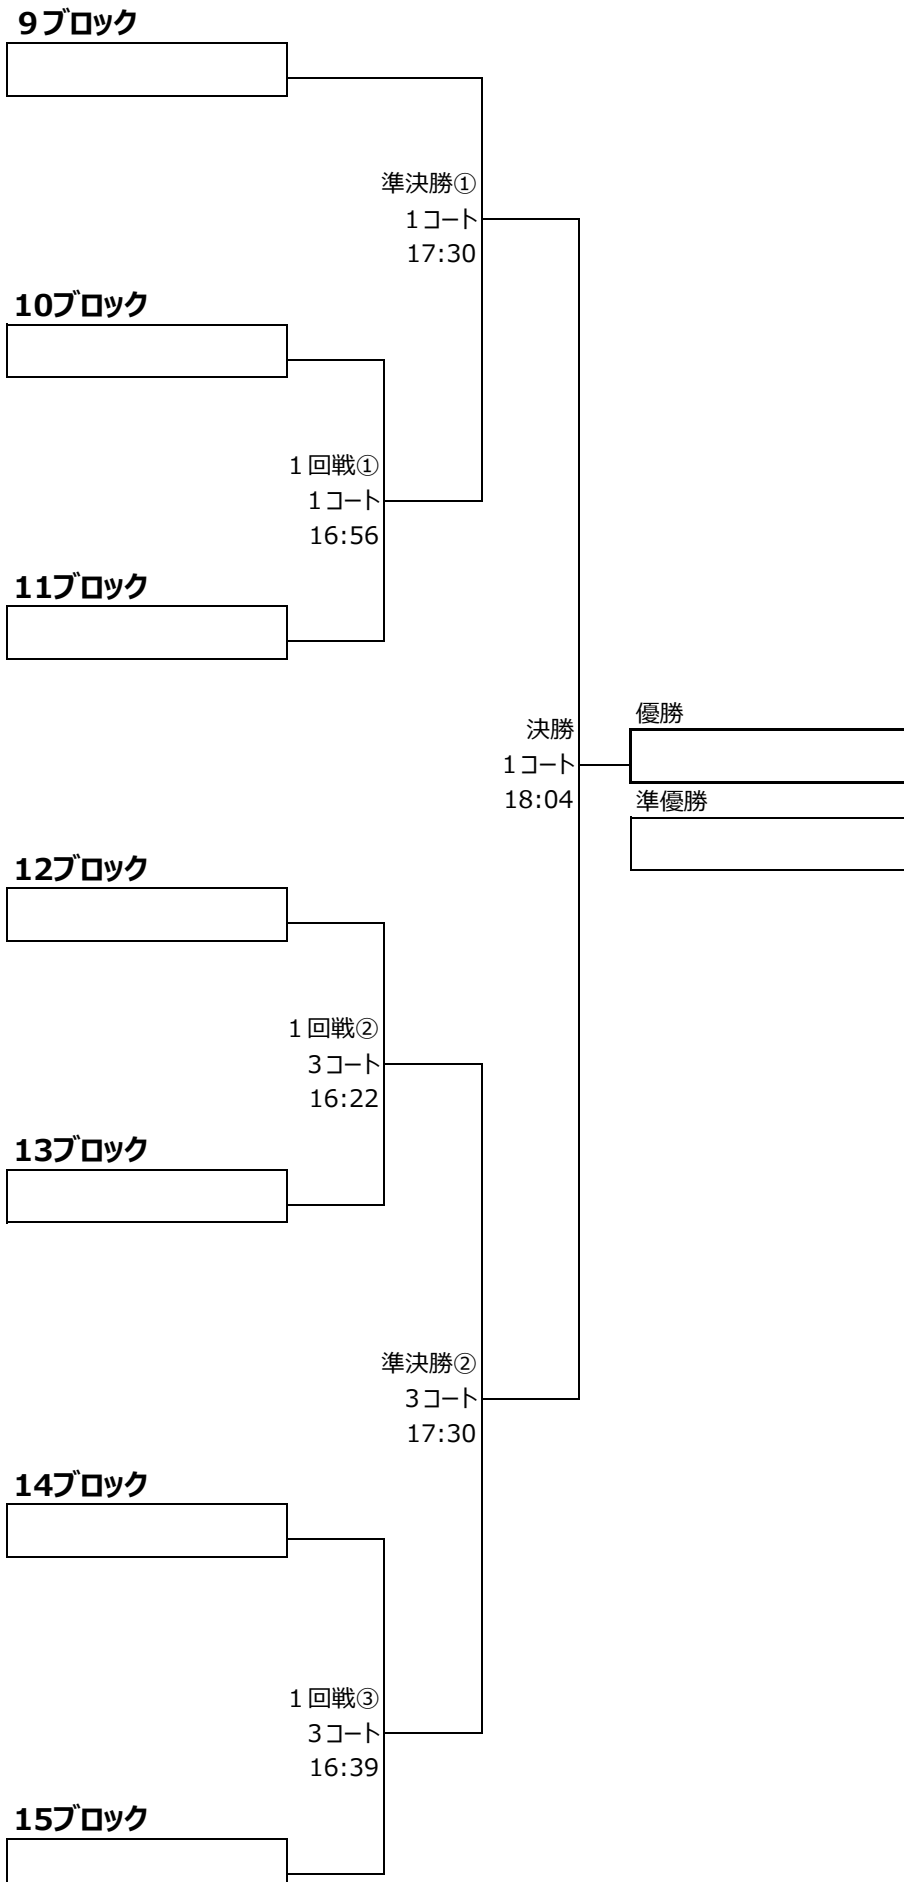 ９ブロック
準決勝①
1コート
17:30
10ブロック
１回戦①
1コート
16:56
11ブロック
優勝
決勝
1コート
18:04
準優勝
12ブロック
１回戦②
3コート
16:22
13ブロック
準決勝②
3コート
17:30
14ブロック
１回戦③
3コート
16:39
15ブロック